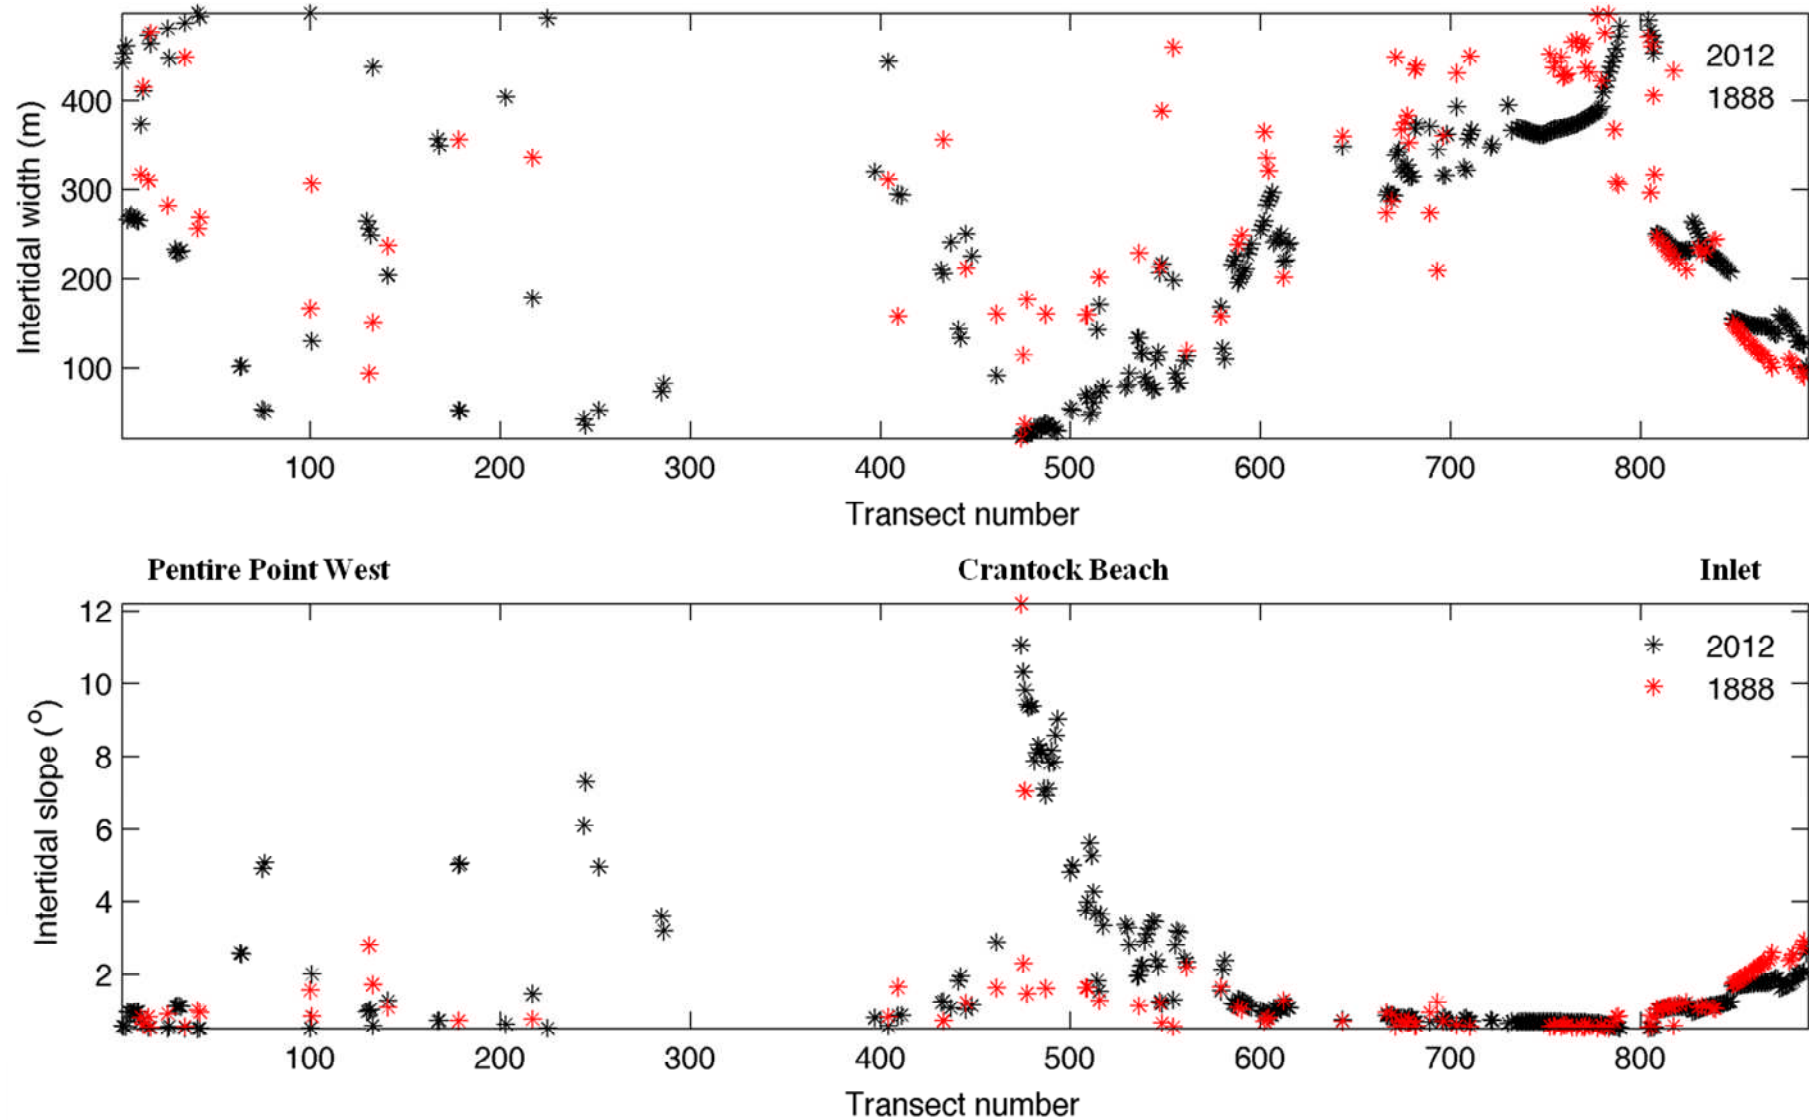 400
300
200
100
Intertidal width (m)
2012
1888
100 200 300 400 500 600 700 800
Transect number
Pentire Point West Crantock Beach Inlet
12
10
8
6
4
2
Intertidal slope (°)
2012
1888
100 200 300 400 500 600 700 800
Transect number